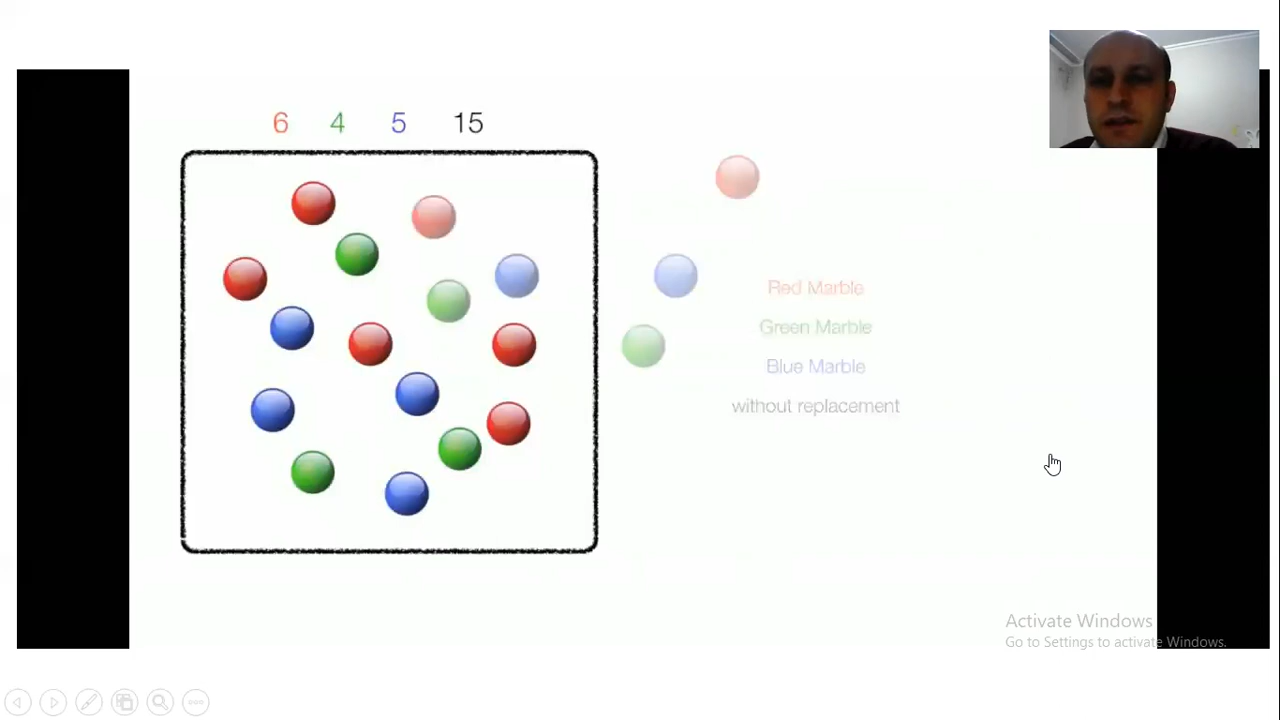 6 4 5 15
Red Marble
Green Marble
Blue Marble
without replacement
Activate Windows
Go to Settings to activate Windows.